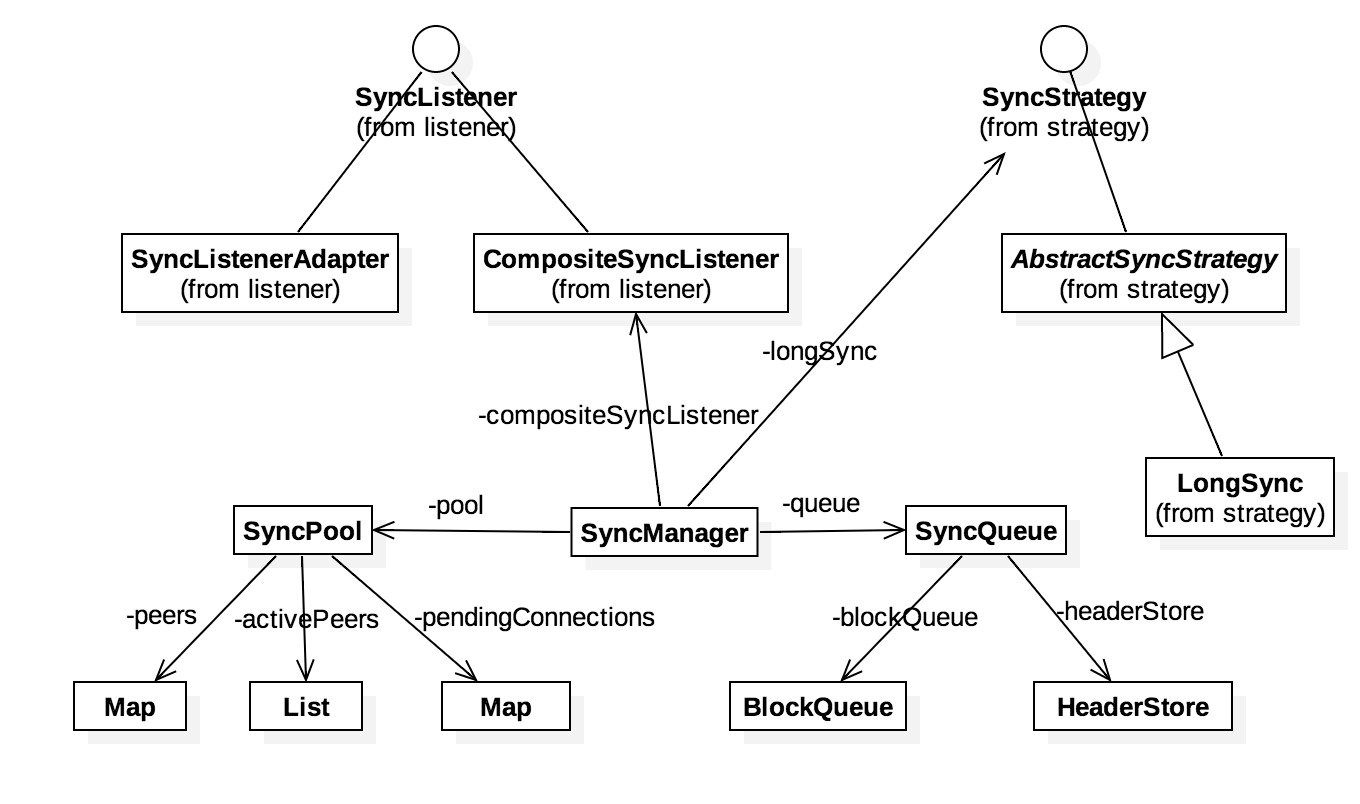 SyncListener
(from listener)
SyncStrategy
(from strategy)
SyncListenerAdapter
(from listener)
CompositeSyncListener
(from listener)
AbstractSyncStrategy
(from strategy)
-longSync
-compositeSyncListener
LongSync
(from strategy)
-pool
-queue
SyncPool
SyncManager
SyncQueue
-peers
-activePeers
-pendingConnections
-blockQueue
-headerStore
Map
List
Map
BlockQueue
HeaderStore